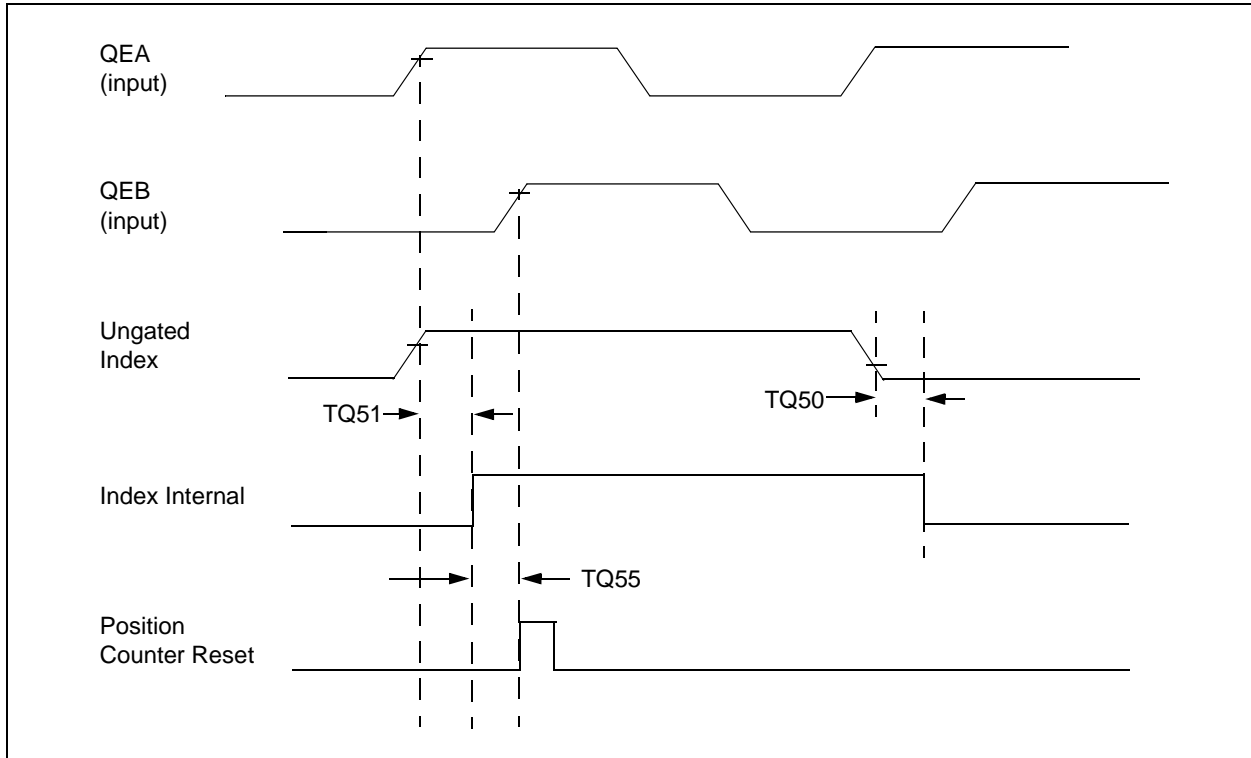 QEA
(input)
QEB
(input)
Ungated
Index
TQ51
TQ50
Index Internal
TQ55
Position
Counter Reset